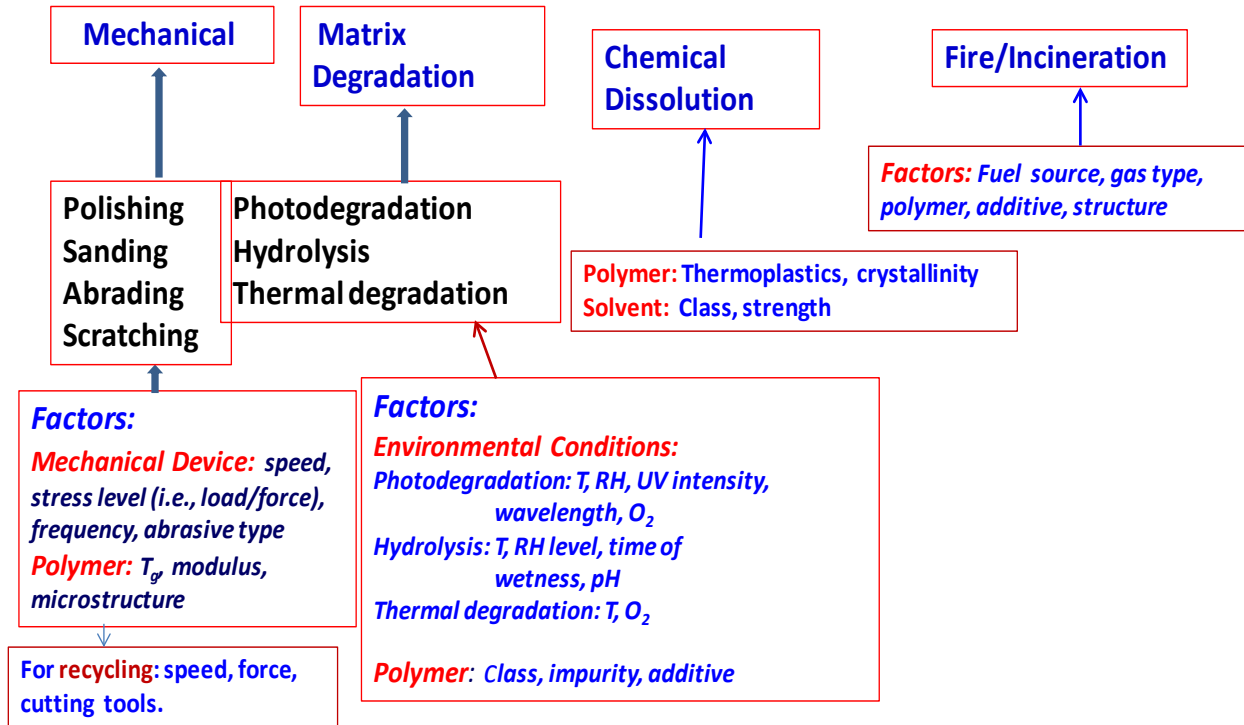 Mechanical
Matrix
Degradation
Chemical
Dissolution
Fire/Incineration
Polishing
Sanding
Abrading
Scratching
Photodegradation
Hydrolysis
Thermal degradation
Polymer: Thermoplastics, crystallinity
Solvent: Class, strength
Factors: Fuel source, gas type,
polymer, additive, structure
Factors:
Mechanical Device: speed,
stress level (i.e., load/force),
frequency, abrasive type
Polymer: Tg, modulus,
microstructure
For recycling: speed, force,
cutting tools.
Factors:
Environmental Conditions:
Photodegradation: T, RH, UV intensity,
wavelength, O2
Hydrolysis: T, RH level, time of
wetness, pH
Thermal degradation: T, O2
Polymer: Class, impurity, additive